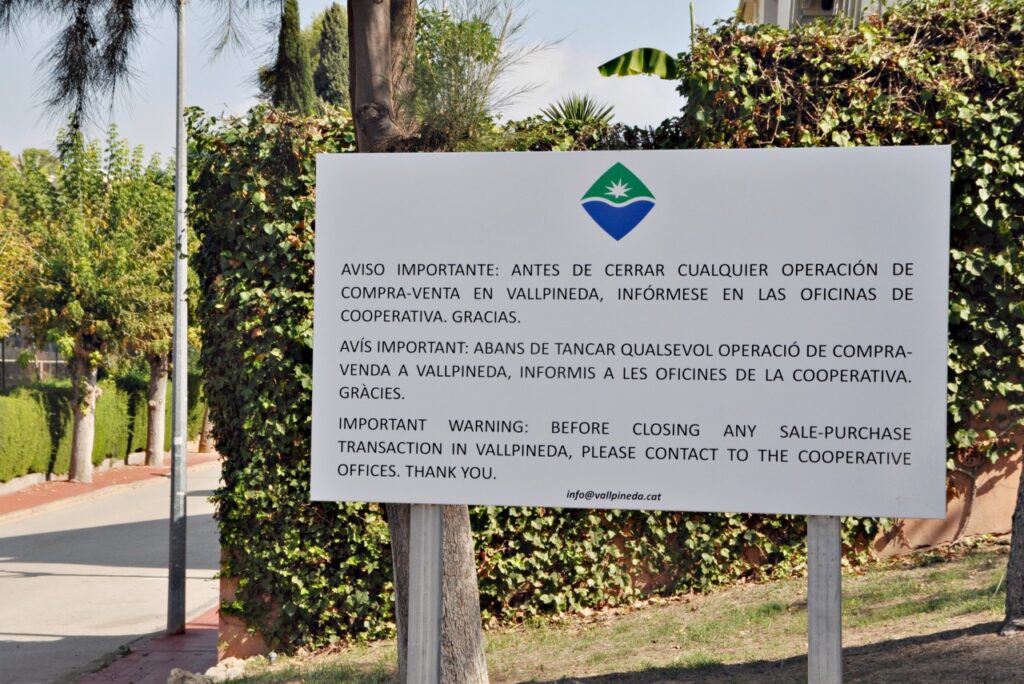 AVISO IMPORTANTE: ANTES DE CERRAR CUALQUIER OPERACIÓN DE
COMPRA-VENTA EN VALLPINEDA, INFÓRMESE EN LAS OFICINAS DE
COOPERATIVA. GRACIAS.
AVÍS IMPORTANT: ABANS DE TANCAR QUALSEVOL OPERACIÓ DE COMPRA-
VENDA A VALLPINEDA, INFORMIS A LES OFICINES DE LA COOPERATIVA.
GRÀCIES.
IMPORTANT WARNING: BEFORE CLOSING ANY SALE-PURCHASE
TRANSACTION IN VALLPINEDA, PLEASE CONTACT TO THE COOPERATIVE
OFFICES. THANK YOU.
info@vallpineda.cat